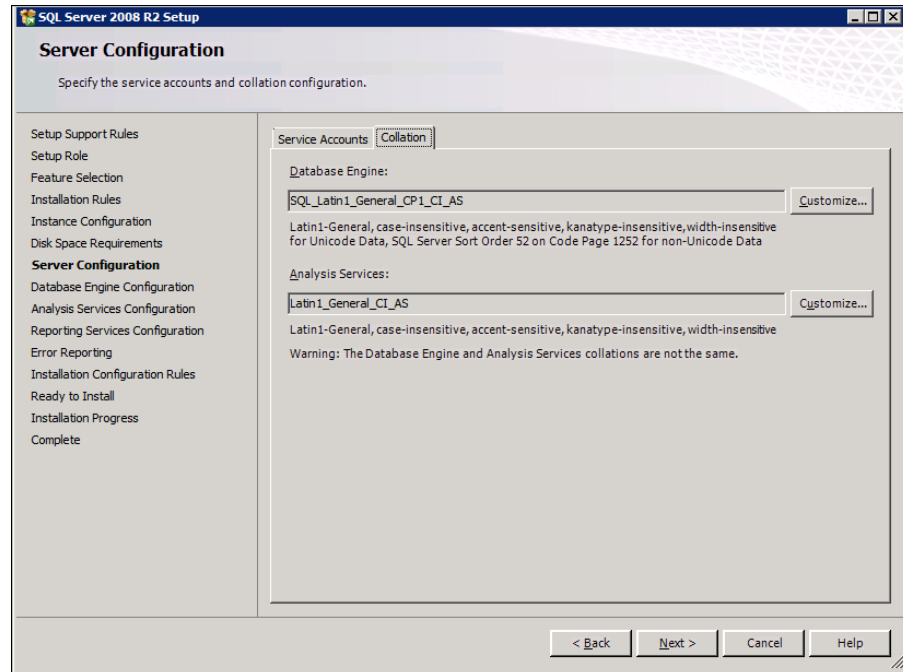 SQL Server 2008 R2 Setup
Server Configuration
Specify the service accounts and collation configuration.
Setup Support Rules
Setup Role
Feature Selection
Installation Rules
Instance Configuration
Disk Space Requirements
Server Configuration
Database Engine Configuration
Analysis Services Configuration
Reporting Services Configuration
Error Reporting
Installation Configuration Rules
Ready to Install
Installation Progress
Complete
Service Accounts Collation
Database Engine:
SQL_Latin1_General_CP1_CI_AS Customize...
Latin1-General, case-insensitive, accent-sensitive, kanatype-insensitive, width-insensitive
for Unicode Data, SQL Server Sort Order 52 on Code Page 1252 for non-Unicode Data
Analysis Services:
Latin1_General_CI_AS Customize...
Latin1-General, case-insensitive, accent-sensitive, kanatype-insensitive, width-insensitive
Warning: The Database Engine and Analysis Services collations are not the same.
< Back Next > Cancel Help